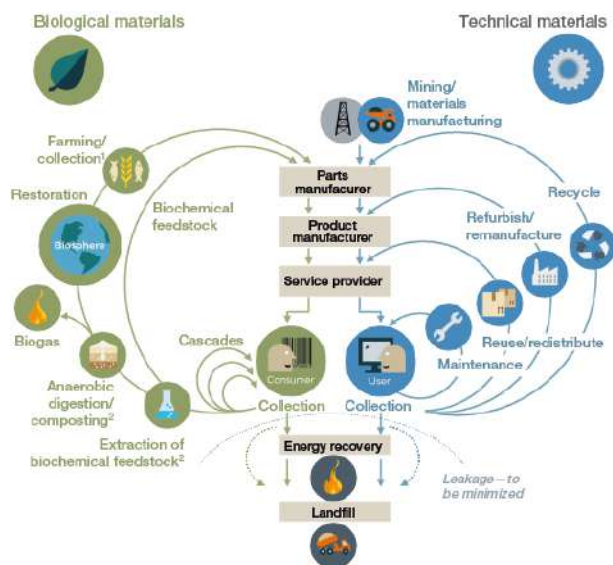 Biological materials
Technical materials
Mining/
materials
manufacturing
Farming/
collection¹
Parts
manufacturer
Recycle
Restoration
Biochemical
feedstock
Refurbish/
remanufacture
Biosphere
Product
manufacturer
Service provider
Biogas
Cascades
Reuse/redistribute
Maintenance
Consumer
User
Anaerobic
digestion/
composting²
Collection
Collection
Extraction of
biochemical feedstock²
Energy recovery
Leakage—to
be minimized
Landfill